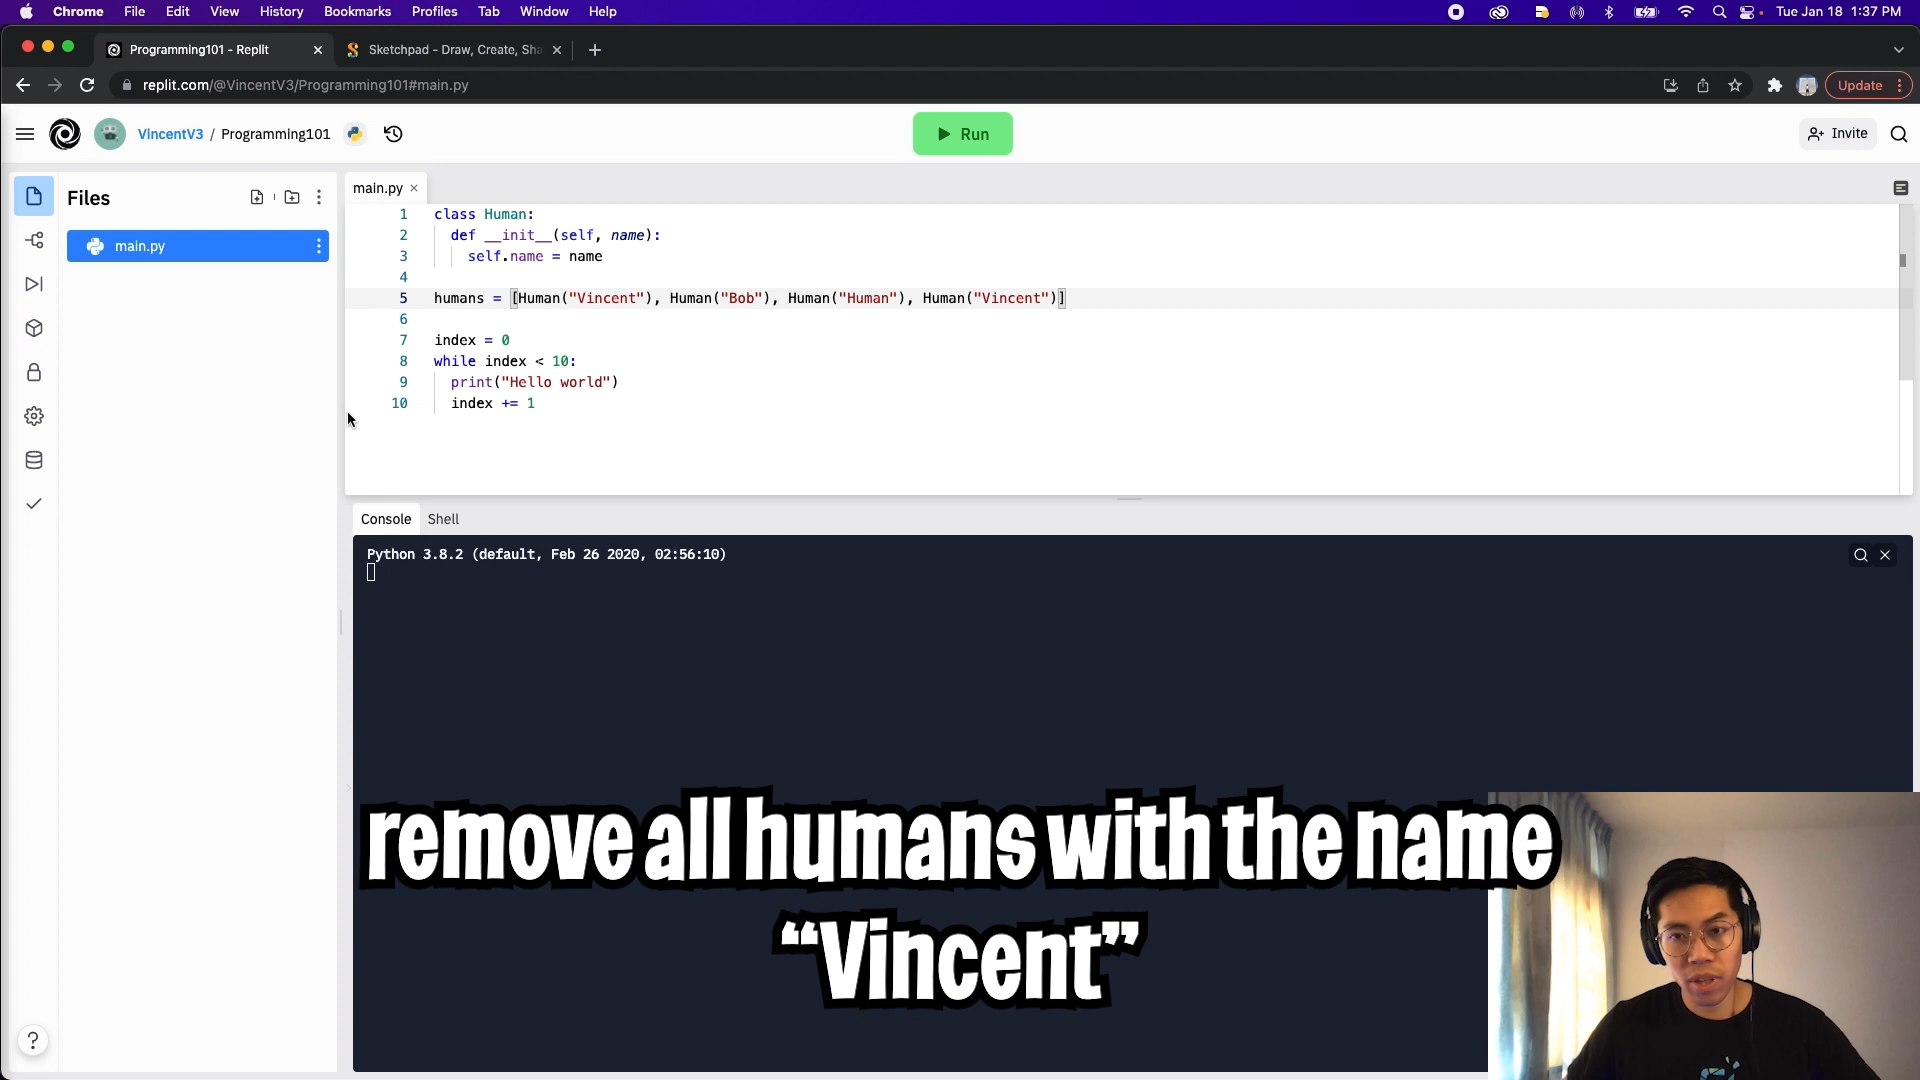 Chrome File Edit View History Bookmarks Profiles Tab Window Help Tue Jan 18 1:37 PM
Programming101 - Replit Sketchpad - Draw, Create, Sha
replit.com/@VincentV3/Programming101#main.py Update
VincentV3 / Programming101 Run Invite
Files
main.py
main.py
1 class Human:
2 def __init__(self, name):
3 self.name = name
4
5 humans = [Human("Vincent"), Human("Bob"), Human("Human"), Human("Vincent")]
6
7 index = 0
8 while index < 10:
9 print("Hello world")
10 index += 1
Console Shell
Python 3.8.2 (default, Feb 26 2020, 02:56:10)
remove all humans with the name
“Vincent”
?